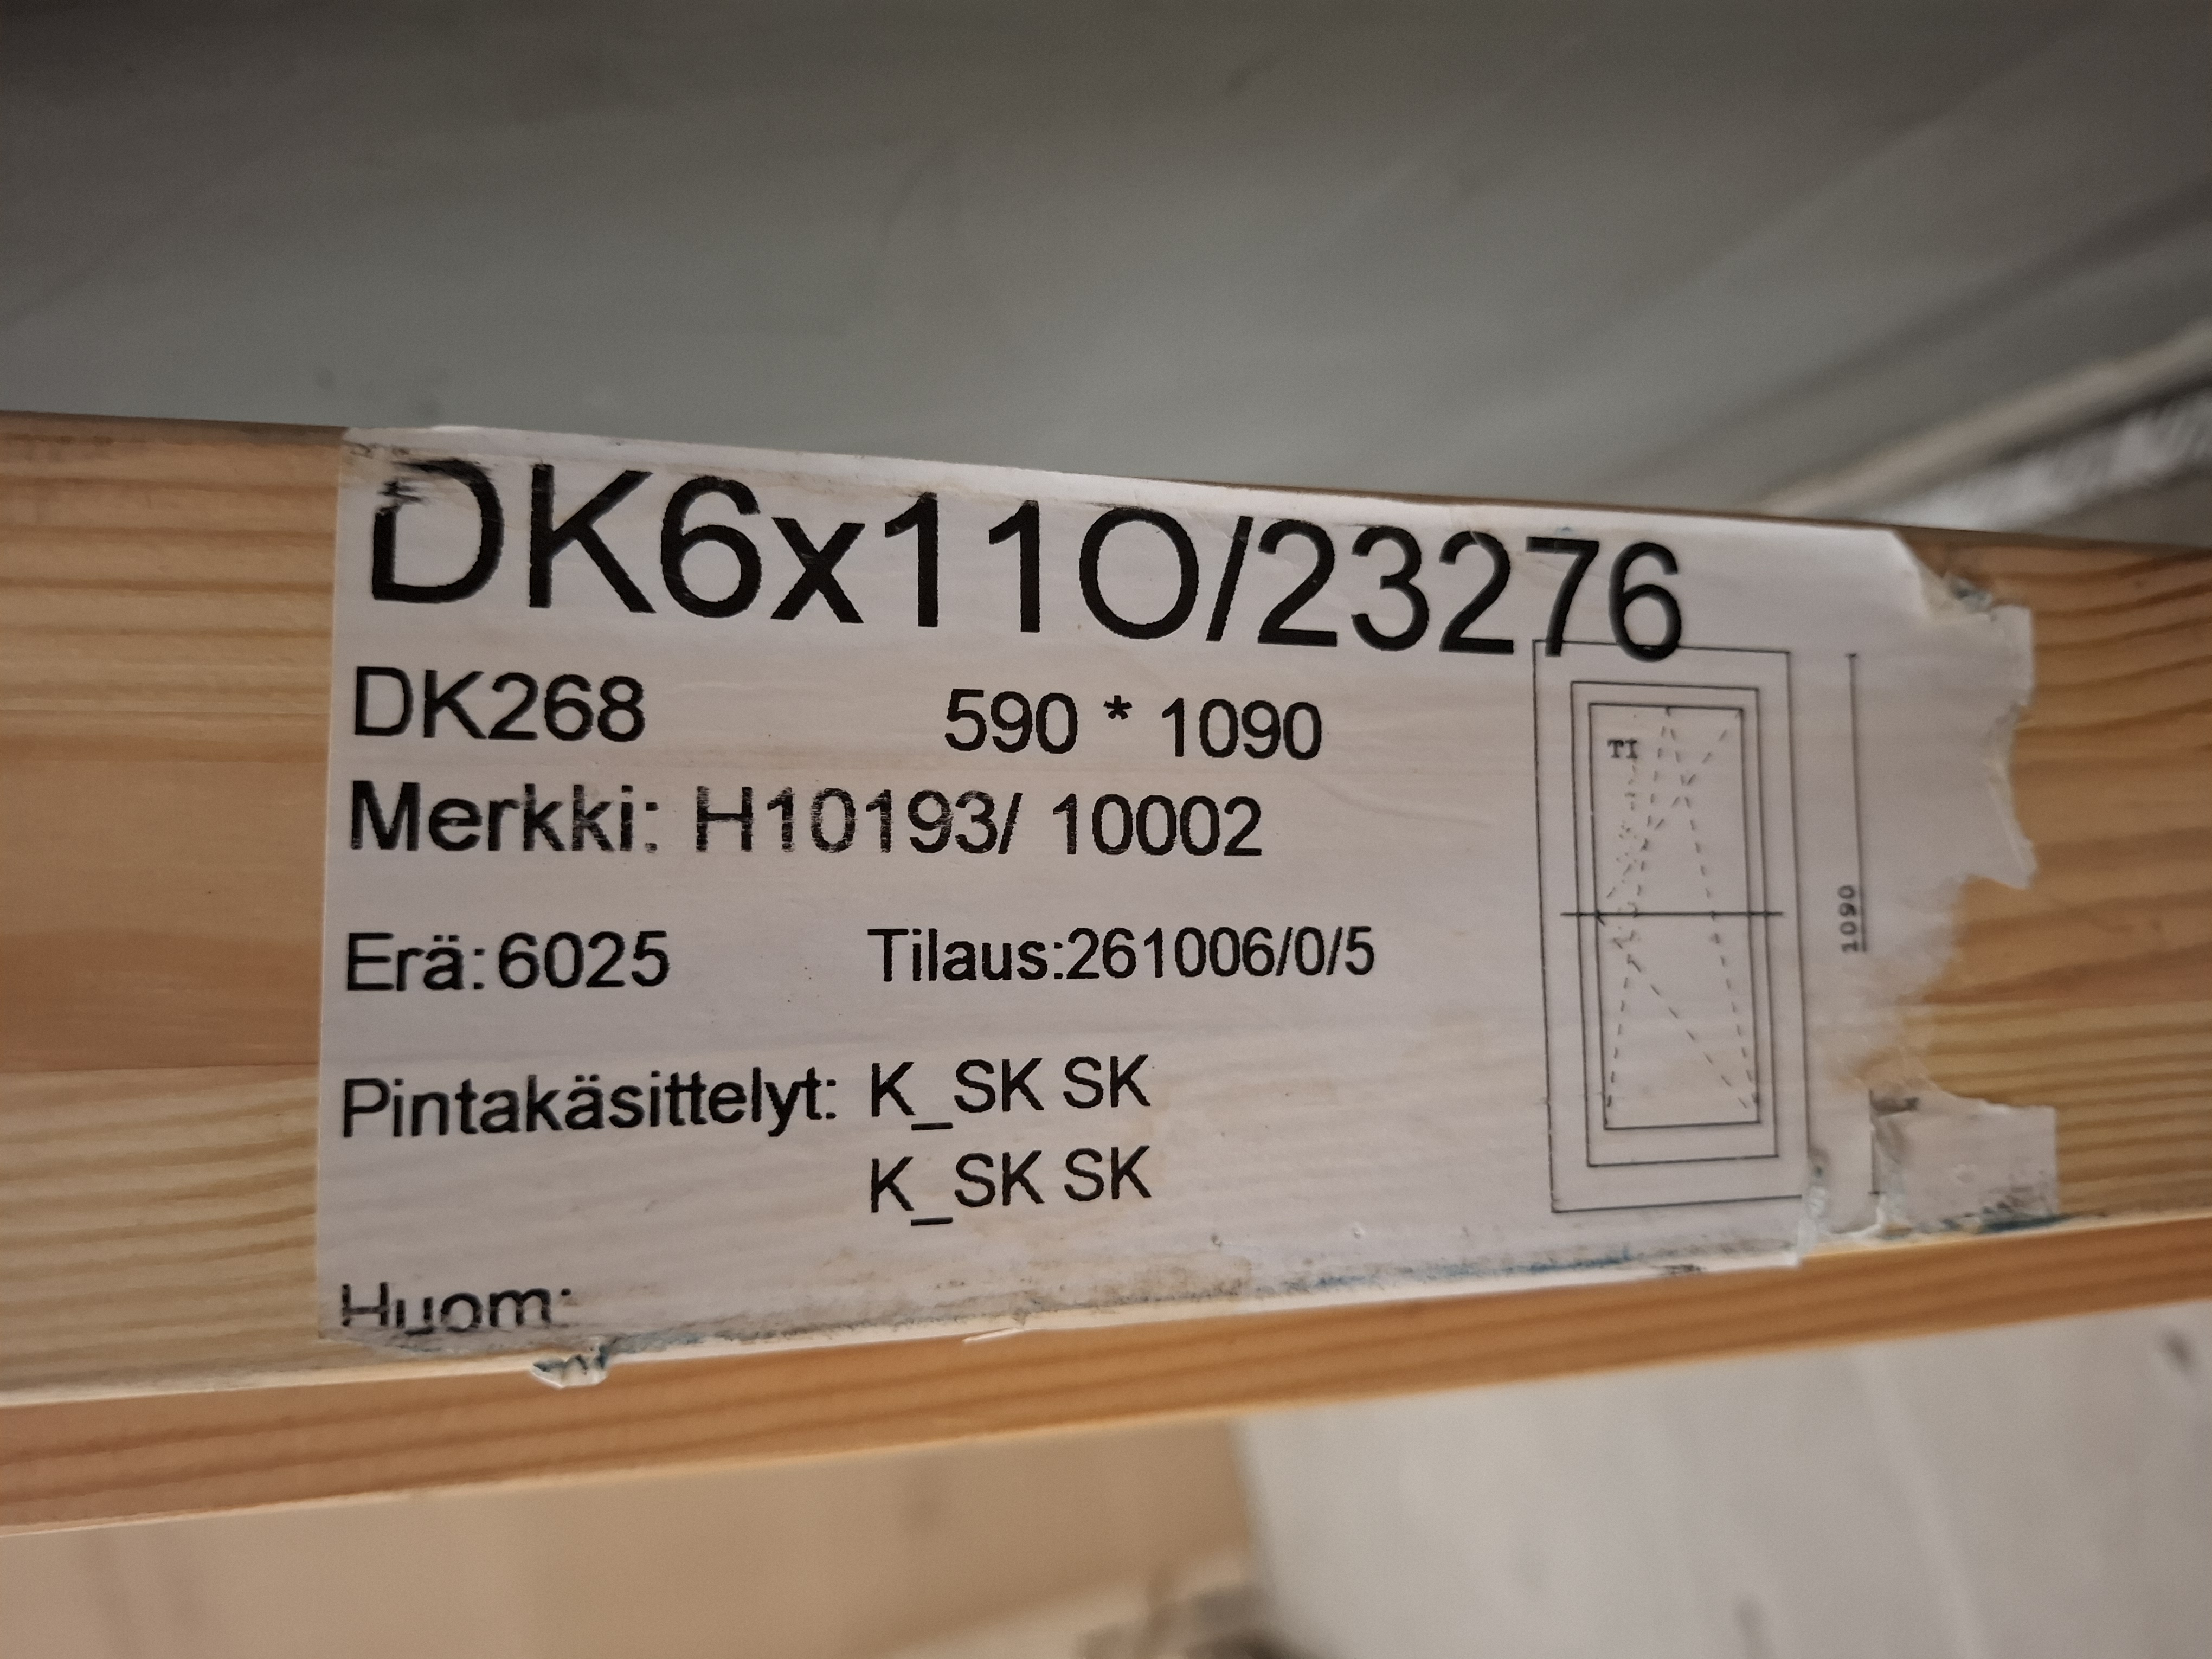 DK6x11O/23276
DK268 590 * 1090
Merkki: H10193/ 10002
Erä: 6025 Tilaus:261006/0/5
Pintakäsittelyt: K_SK SK
K_SK SK
Huom:
TI
1090